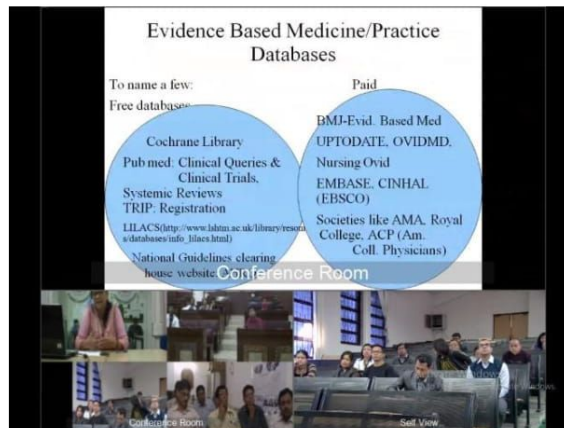 Evidence Based Medicine/Practice
Databases
To name a few:
Free databases
Cochrane Library
Pub med: Clinical Queries &
Clinical Trials,
Systemic Reviews
TRIP: Registration
LILACS(http://www.lshtm.ac.uk/library/resou
s/databases/info_lilacs.html)
National Guidelines clearing
house website.
Paid
BMJ-Evid. Based Med
UPTODATE, OVIDMD,
Nursing Ovid
EMBASE, CINHAL
(EBSCO)
Societies like AMA, Royal
College, ACP (Am.
Coll. Physicians)
Conference Room
Conference Room
Self View